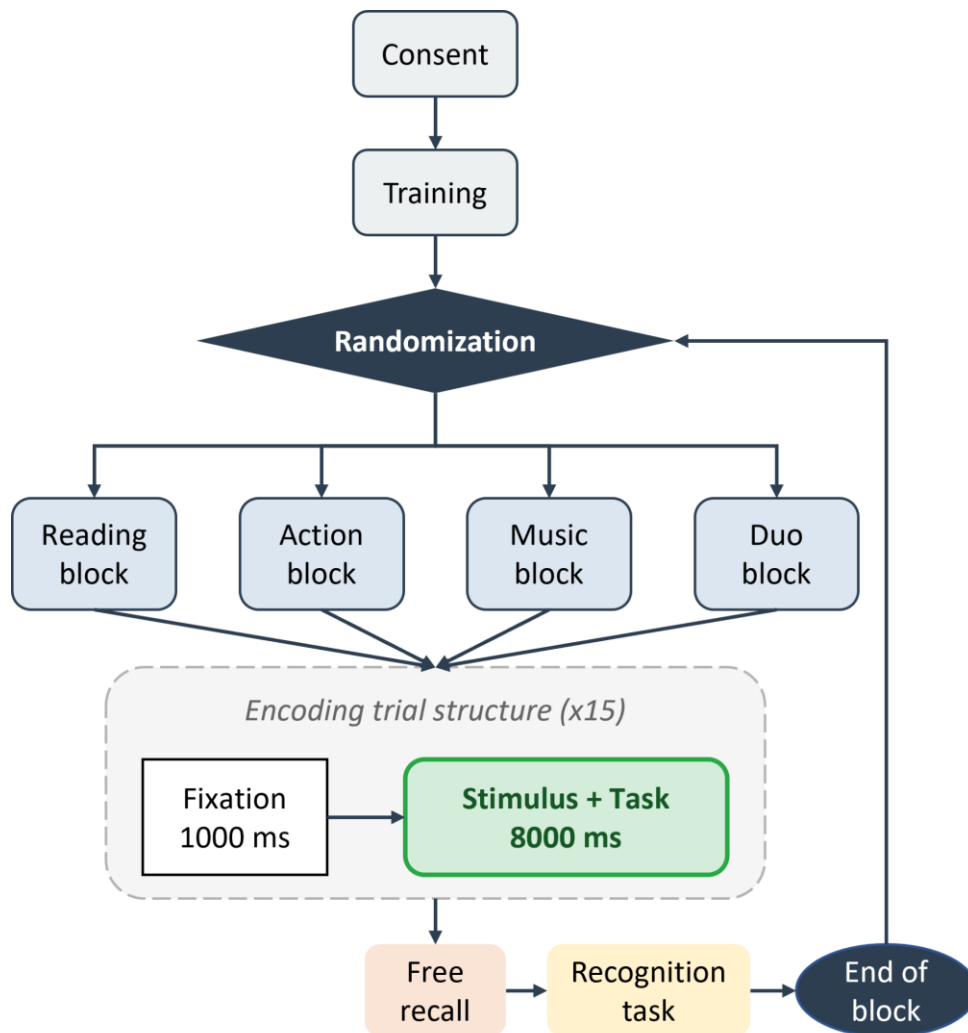 Consent
Training
Randomization
Reading
block
Action
block
Music
block
Duo
block
Encoding trial structure (x15)
Fixation
1000 ms
Stimulus + Task
8000 ms
Free
recall
Recognition
task
End of
block